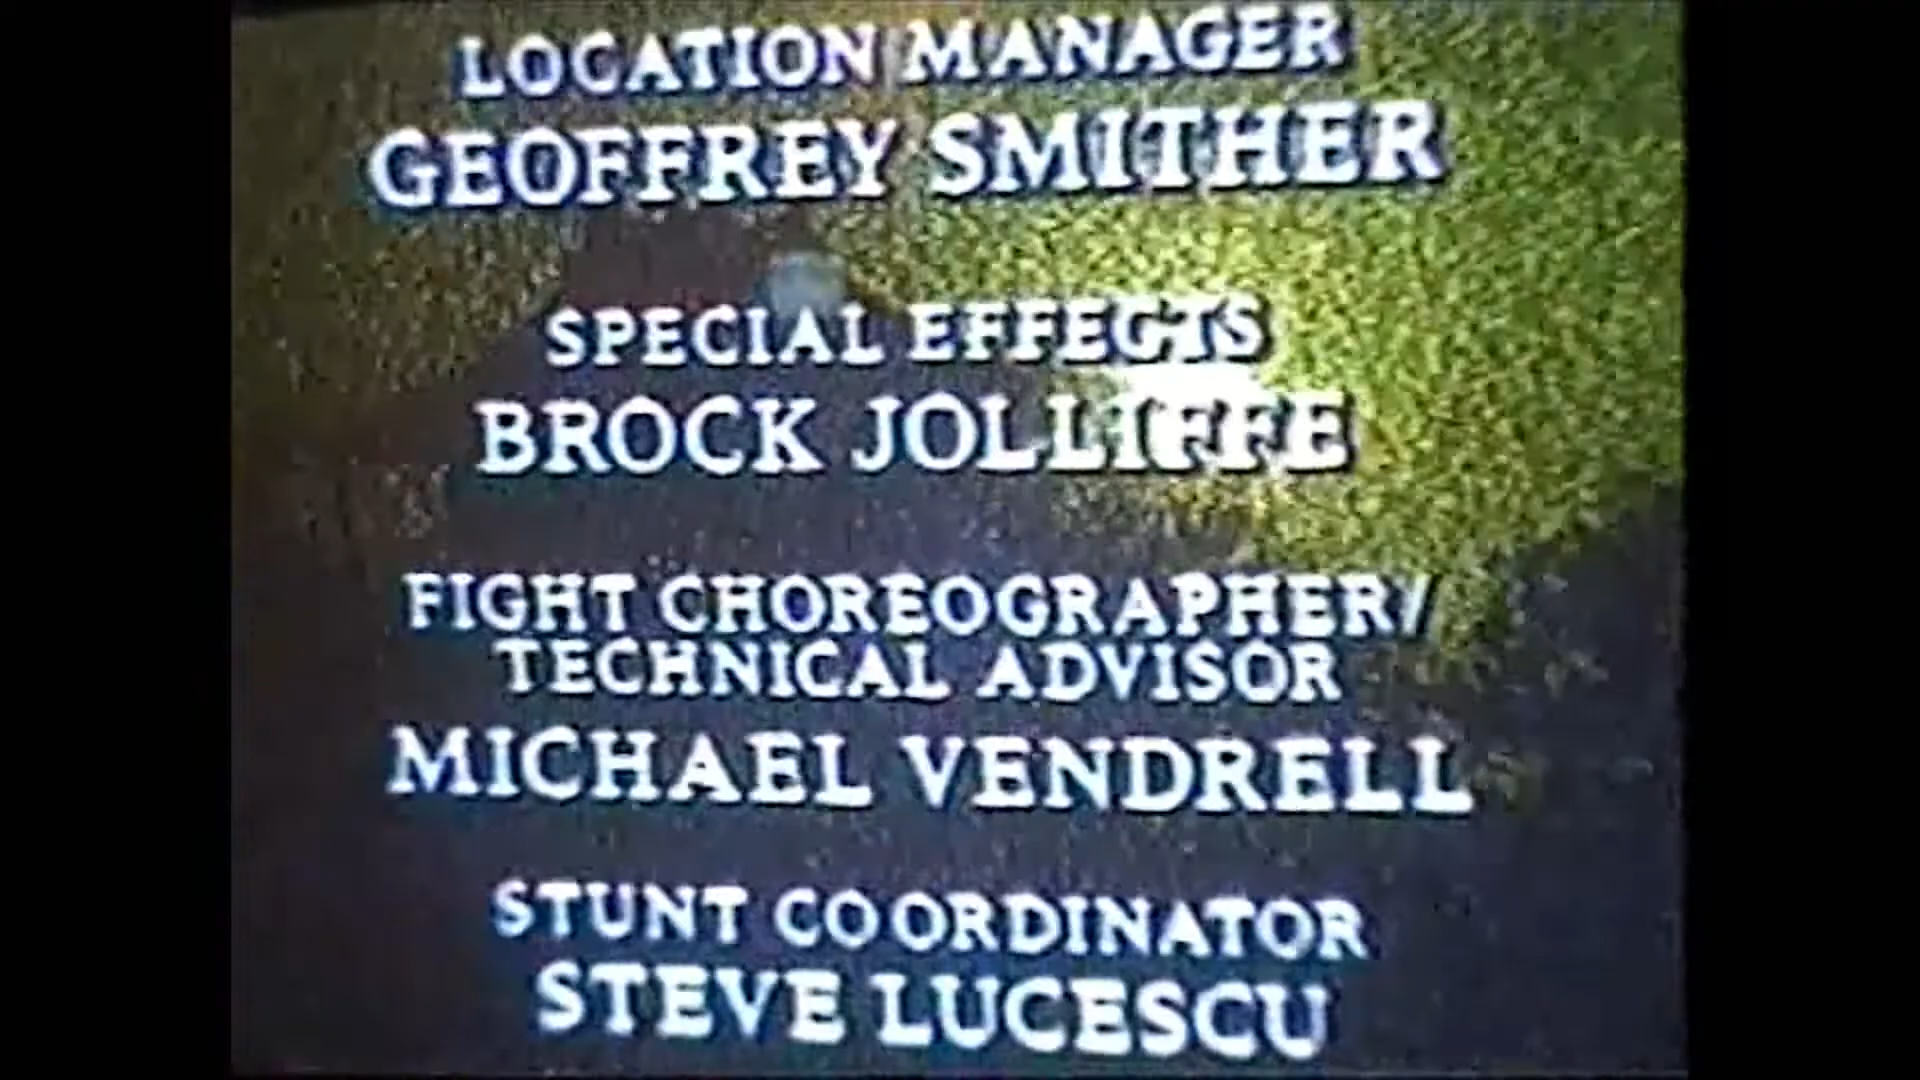 LOCATION MANAGER
GEOFFREY SMITHER
SPECIAL EFFECTS
BROCK JOLLIFFE
FIGHT CHOREOGRAPHER/
TECHNICAL ADVISOR
MICHAEL VENDRELL
STUNT COORDINATOR
STEVE LUCESCU